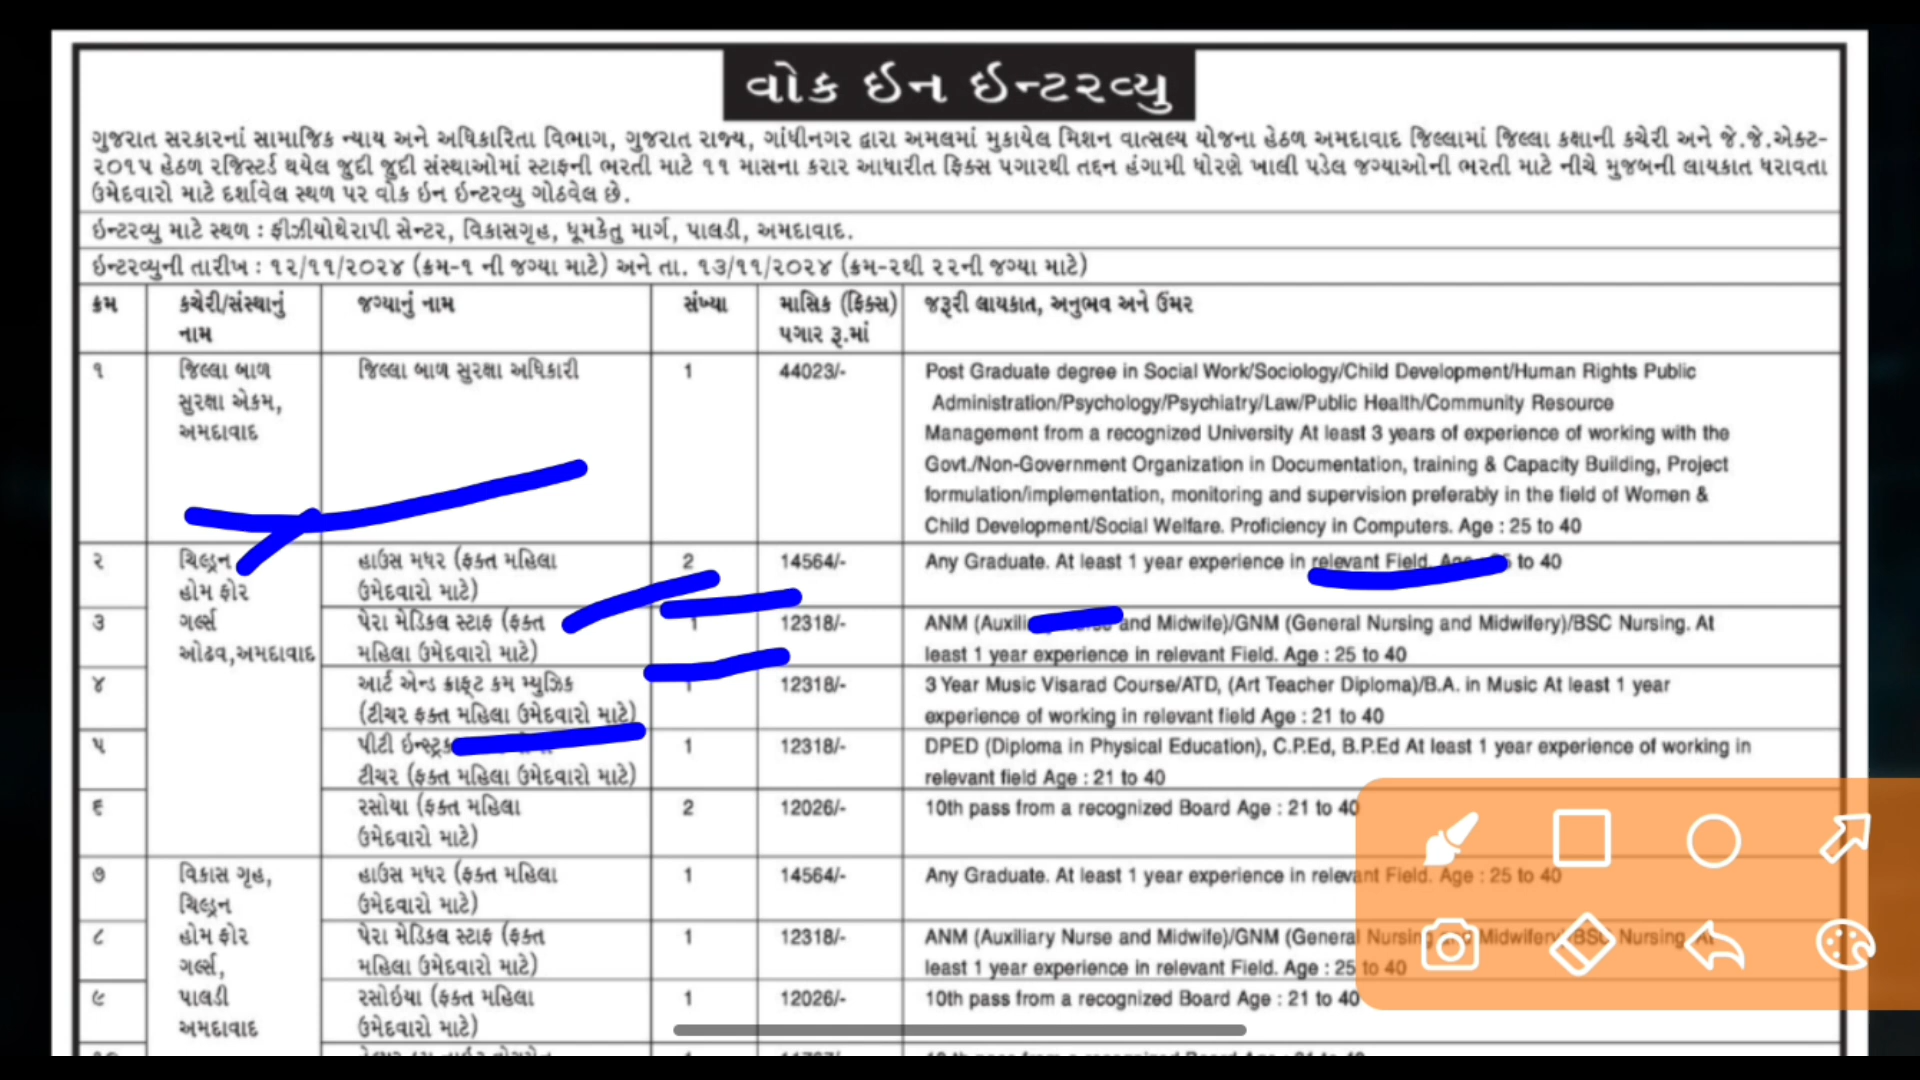 વોક ઇન ઇન્ટરવ્યુ
ગુજરાત સરકારનાં સામાજિક ન્યાય અને અધિકારિતા વિભાગ, ગુજરાત રાજ્ય, ગાંધીનગર દ્વારા અમલમાં મુકાયેલ મિશન વાત્સલ્ય યોજના હેઠળ અમદાવાદ જિલ્લામાં જિલ્લા કક્ષાની કચેરી અને જે.જે.એક્ટ-
૨૦૧૫ હેઠળ રજિસ્ટર્ડ થયેલ જુદી જુદી સંસ્થાઓમાં સ્ટાફની ભરતી માટે ૧૧ માસના કરાર આધારીત ફિક્સ પગારથી તદ્દન હંગામી ધોરણે ખાલી પડેલ જગ્યાઓની ભરતી માટે નીચે મુજબની લાયકાત ધરાવતા
ઉમેદવારો માટે દર્શાવેલ સ્થળ પર વોક ઇન ઇન્ટરવ્યુ ગોઠવેલ છે.
ઇન્ટરવ્યુ માટે સ્થળ : ફીઝીયોથેરાપી સેન્ટર, વિકાસગૃહ, ધૂમકેતુ માર્ગ, પાલડી, અમદાવાદ.
ઇન્ટરવ્યુની તારીખ : ૧૨/૧૧/૨૦૨૪ (ક્રમ-૧ ની જગ્યા માટે) અને તા. ૧૩/૧૧/૨૦૨૪ (ક્રમ-૨થી ૨૨ની જગ્યા માટે)
ક્રમ કચેરી/સંસ્થાનું જગ્યાનું નામ સંખ્યા માસિક (ફિક્સ) જરૂરી લાયકાત, અનુભવ અને ઉંમર
નામ પગાર રૂ.માં
૧ જિલ્લા બાળ જિલ્લા બાળ સુરક્ષા અધિકારી 1 44023/- Post Graduate degree in Social Work/Sociology/Child Development/Human Rights Public
સુરક્ષા એકમ, Administration/Psychology/Psychiatry/Law/Public Health/Community Resource
અમદાવાદ Management from a recognized University At least 3 years of experience of working with the
Govt./Non-Government Organization in Documentation, training & Capacity Building, Project
formulation/implementation, monitoring and supervision preferably in the field of Women &
Child Development/Social Welfare. Proficiency in Computers. Age : 25 to 40
૨ ચિલ્ડ્રન હાઉસ મધર (ફક્ત મહિલા 2 14564/- Any Graduate. At least 1 year experience in relevant Field. to 40
હોમ ફોર ઉમેદવારો માટે)
૩ ગર્લ્સ પેરા મેડિકલ સ્ટાફ (ફક્ત 1 12318/- ANM and Midwife)/GNM (General Nursing and Midwifery)/BSC Nursing. At
ઓઢવ,અમદાવાદ મહિલા ઉમેદવારો માટે) least 1 year experience in relevant Field. Age : 25 to 40
૪ આર્ટ એન્ડ ક્રાફ્ટ કમ મ્યુઝિક 1 12318/- 3 Year Music Visarad Course/ATD, (Art Teacher Diploma)/B.A. in Music At least 1 year
(ટીચર ફક્ત મહિલા ઉમેદવારો માટે) experience of working in relevant field Age : 21 to 40
૫ પીટી 1 12318/- DPED (Diploma in Physical Education), C.P.Ed, B.P.Ed At least 1 year experience of working in
ટીચર (ફક્ત મહિલા ઉમેદવારો માટે) relevant field Age : 21 to 40
૬ રસોયા (ફક્ત મહિલા 2 12026/- 10th pass from a recognized Board Age : 21 to 40
ઉમેદવારો માટે)
૭ વિકાસ ગૃહ, હાઉસ મધર (ફક્ત મહિલા 1 14564/- Any Graduate. At least 1 year experience in relevant Field. Age : 25 to 40
ચિલ્ડ્રન ઉમેદવારો માટે)
૮ હોમ ફોર પેરા મેડિકલ સ્ટાફ (ફક્ત 1 12318/- ANM (Auxiliary Nurse and Midwife)/GNM (General Nursing and Midwifery)/BSC Nursing. At
ગર્લ્સ, મહિલા ઉમેદવારો માટે) least 1 year experience in relevant Field. Age : 25 to 40
૯ પાલડી રસોઇયા (ફક્ત મહિલા 1 12026/- 10th pass from a recognized Board Age : 21 to 40
અમદાવાદ ઉમેદવારો માટે)